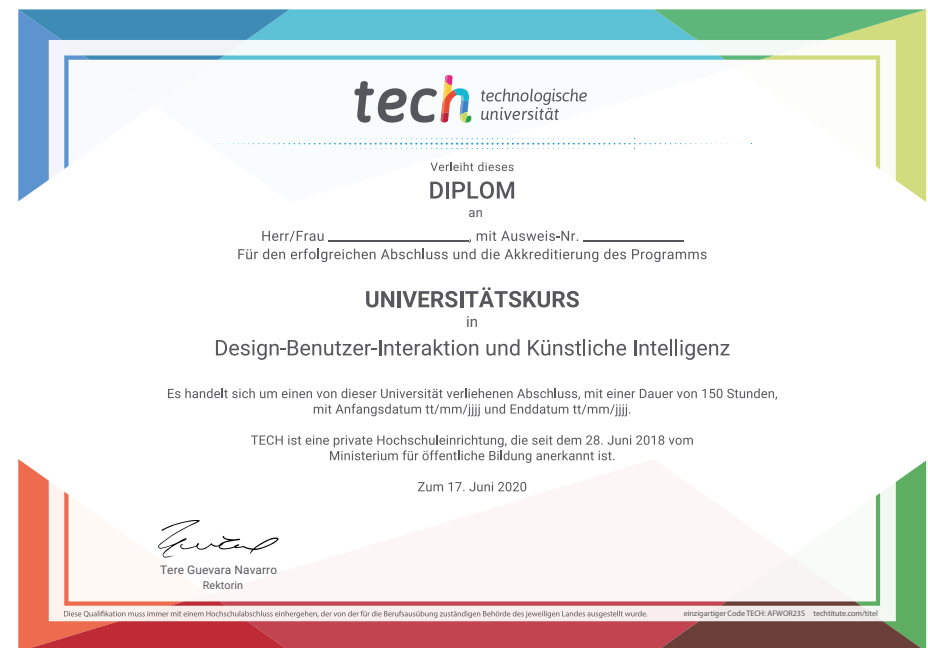 tech technologische
universität
Verleiht dieses
DIPLOM
an
Herr/Frau ____________________, mit Ausweis-Nr. ______________
Für den erfolgreichen Abschluss und die Akkreditierung des Programms
UNIVERSITÄTSKURS
in
Design-Benutzer-Interaktion und Künstliche Intelligenz
Es handelt sich um einen von dieser Universität verliehenen Abschluss, mit einer Dauer von 150 Stunden,
mit Anfangsdatum tt/mm/jjjj und Enddatum tt/mm/jjjj.
TECH ist eine private Hochschuleinrichtung, die seit dem 28. Juni 2018 vom
Ministerium für öffentliche Bildung anerkannt ist.
Zum 17. Juni 2020
Tere Guevara Navarro
Rektorin
Diese Qualifikation muss immer mit einem Hochschulabschluss einhergehen, der von der für die Berufsausübung zuständigen Behörde des jeweiligen Landes ausgestellt wurde. einzigartiger Code TECH: AFWOR23S techtitute.com/titel